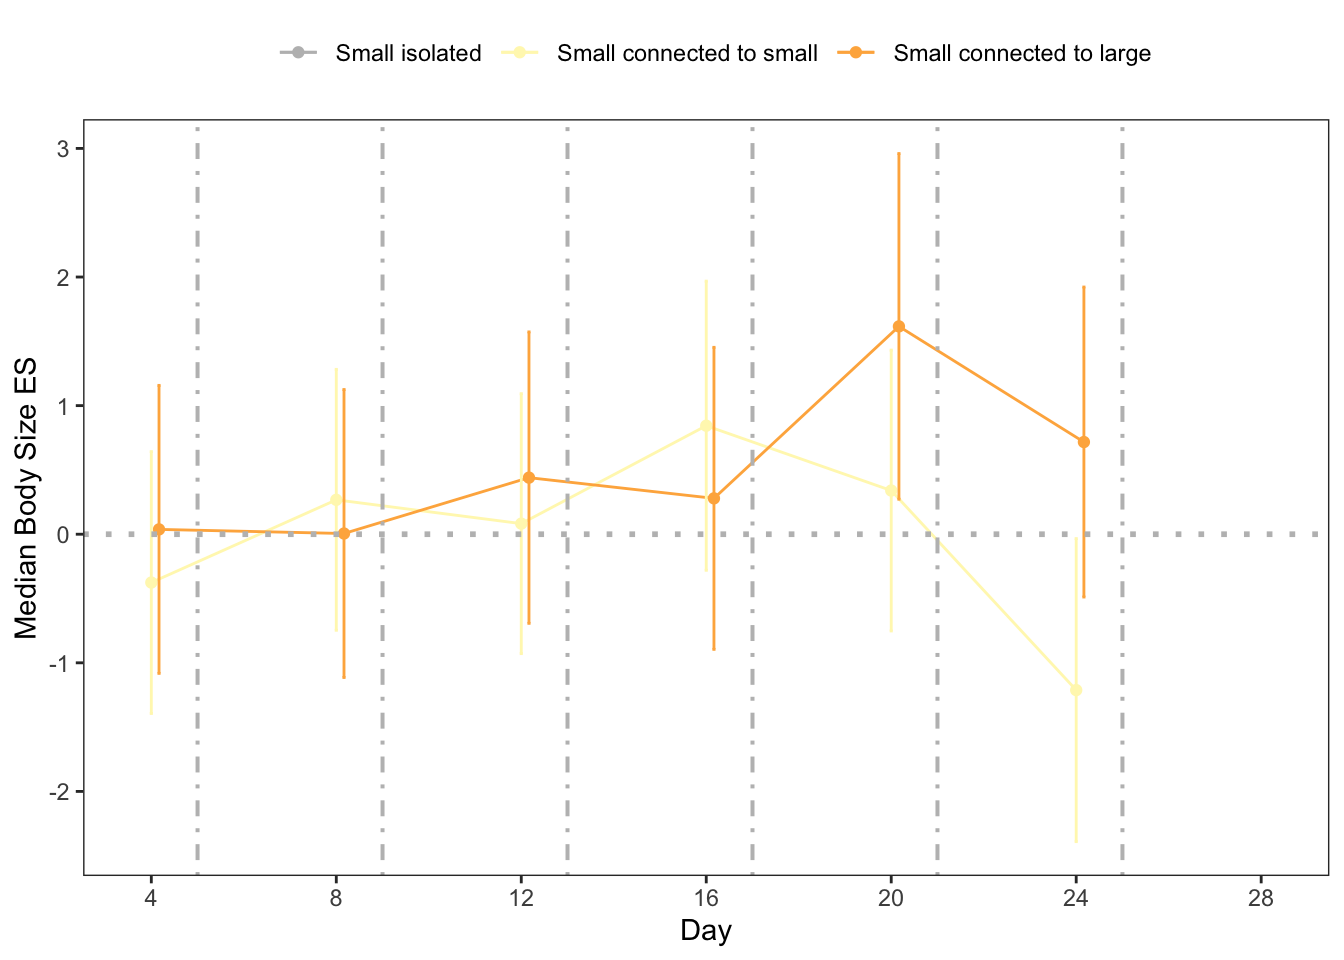 Small isolated Small connected to small Small connected to large
Median Body Size ES
3
2
1
0
-1
-2
4 8 12 16 20 24 28
Day